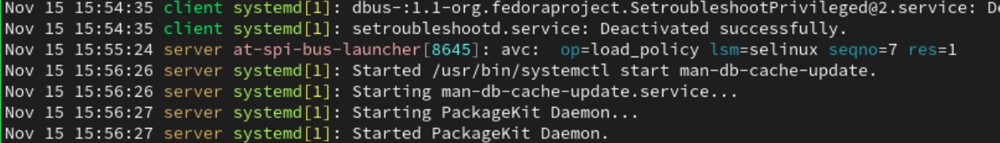 Nov 15 15:54:35 client systemd[1]: dbus-:1.1-org.fedoraproject.SetroubleshootPrivileged@2.service: De
Nov 15 15:54:35 client systemd[1]: setroubleshootd.service: Deactivated successfully.
Nov 15 15:55:24 server at-spi-bus-launcher[8645]: avc:  op=load_policy lsm=selinux seqno=7 res=1
Nov 15 15:56:26 server systemd[1]: Started /usr/bin/systemctl start man-db-cache-update.
Nov 15 15:56:26 server systemd[1]: Starting man-db-cache-update.service...
Nov 15 15:56:27 server systemd[1]: Starting PackageKit Daemon...
Nov 15 15:56:27 server systemd[1]: Started PackageKit Daemon.